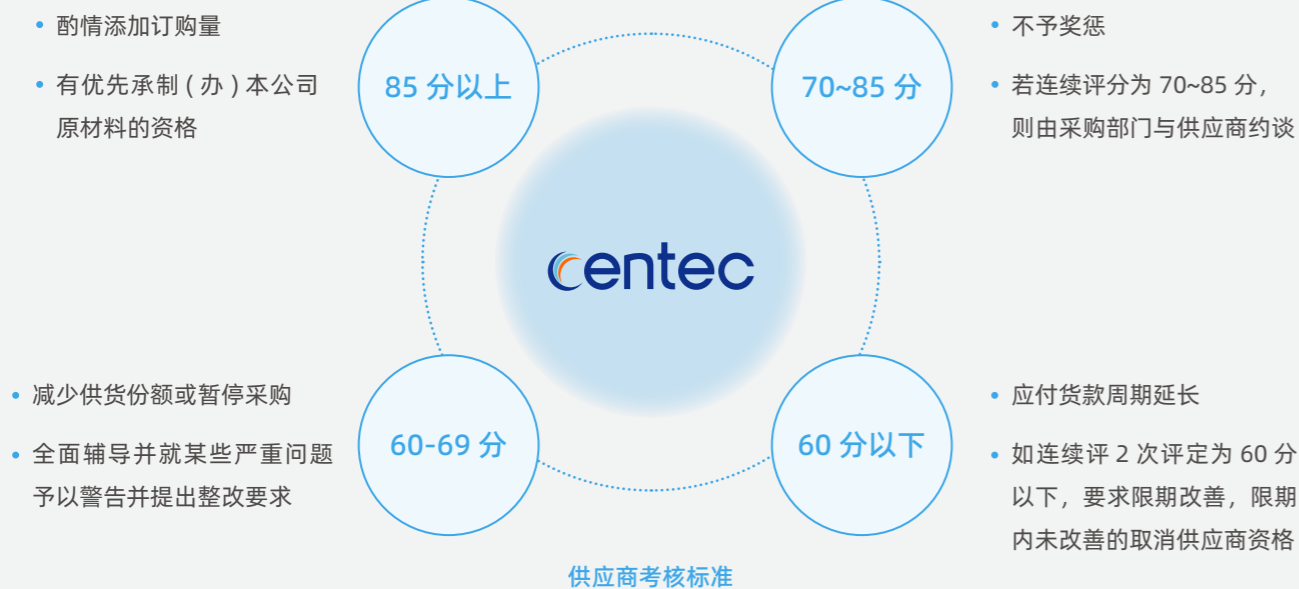 酌情添加订购量
有优先承制 ( 办 ) 本公司
原材料的资格
85 分以上
70~85 分
不予奖惩
若连续评分为 70~85 分，
则由采购部门与供应商约谈
centec
减少供货份额或暂停采购
全面辅导并就某些严重问题
予以警告并提出整改要求
60-69 分
60 分以下
应付货款周期延长
如连续评 2 次评定为 60 分
以下，要求限期改善，限期
内未改善的取消供应商资格
供应商考核标准